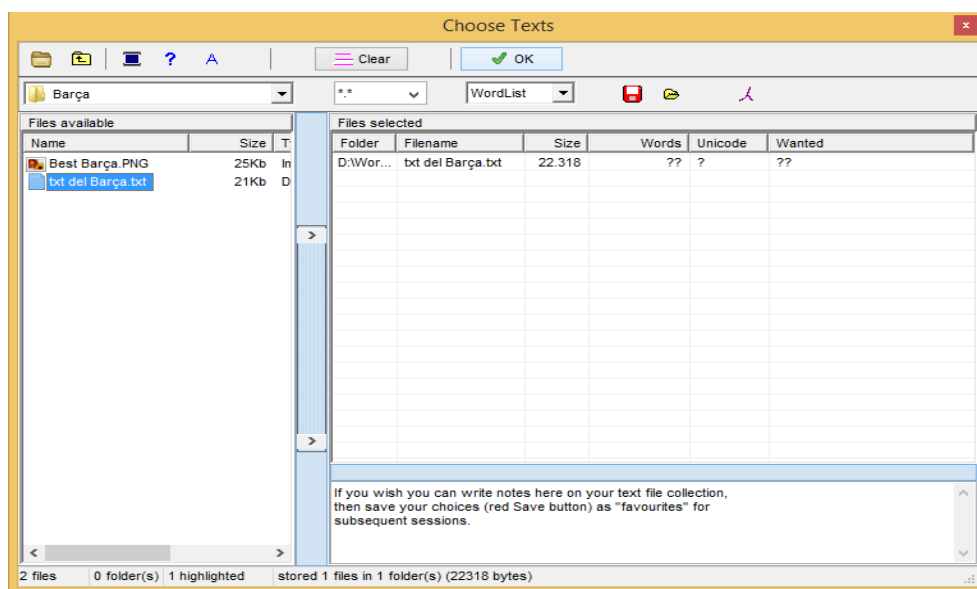 Choose Texts
x
? A Clear OK
Barça *.* WordList
Files available Files selected
Name Size T Folder Filename Size Words Unicode Wanted
Best Barça.PNG 25Kb In D:\Wor... txt del Barça.txt 22.318 ?? ? ??
txt del Barça.txt 21Kb D
>
>
If you wish you can write notes here on your text file collection,
then save your choices (red Save button) as "favourites" for
subsequent sessions.
2 files 0 folder(s) 1 highlighted stored 1 files in 1 folder(s) (22318 bytes)